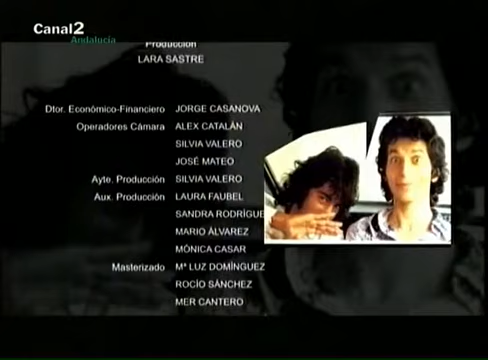 Canal2
Andalucía
Producción
LARA SASTRE
Dtor. Económico-Financiero JORGE CASANOVA
Operadores Cámara ALEX CATALÁN
SILVIA VALERO
JOSÉ MATEO
Ayte. Producción SILVIA VALERO
Aux. Producción LAURA FAUBEL
SANDRA RODRÍGUE
MARIO ÁLVAREZ
MÓNICA CASAR
Masterizado Mª LUZ DOMÍNGUEZ
ROCÍO SÁNCHEZ
MER CANTERO